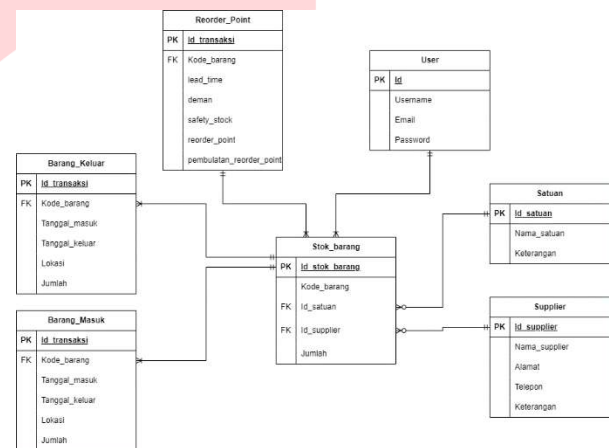 Reorder_Point
PK Id_transaksi
FK Kode_barang
lead_time
deman
safety_stock
reorder_point
pembulatan_reorder_point
User
PK Id
Username
Email
Password
Barang_Keluar
PK Id_transaksi
FK Kode_barang
Tanggal_masuk
Tanggal_keluar
Lokasi
Jumlah
Stok_barang
PK Id_stok_barang
Kode_barang
FK Id_satuan
FK Id_supplier
Jumlah
Satuan
PK Id_satuan
Nama_satuan
Keterangan
Barang_Masuk
PK Id_transaksi
FK Kode_barang
Tanggal_masuk
Tanggal_keluar
Lokasi
Jumlah
Supplier
PK Id_supplier
Nama_supplier
Alamat
Telepon
Keterangan